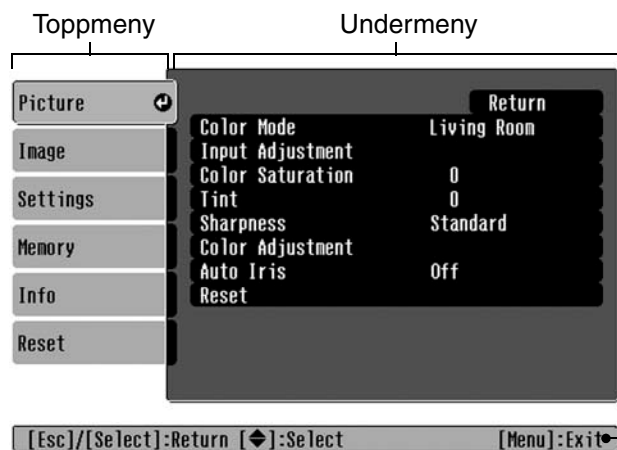 Toppmeny Undermeny
Picture
Image
Settings
Memory
Info
Reset
Return
Color Mode Living Room
Input Adjustment
Color Saturation 0
Tint 0
Sharpness Standard
Color Adjustment
Auto Iris Off
Reset
[Esc]/[Select]:Return [◆]:Select [Menu]:Exit